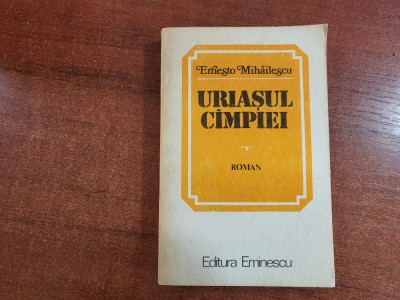 Ernesto Mihăilescu
URIAȘUL
CÎMPIEI
ROMAN
Editura Eminescu